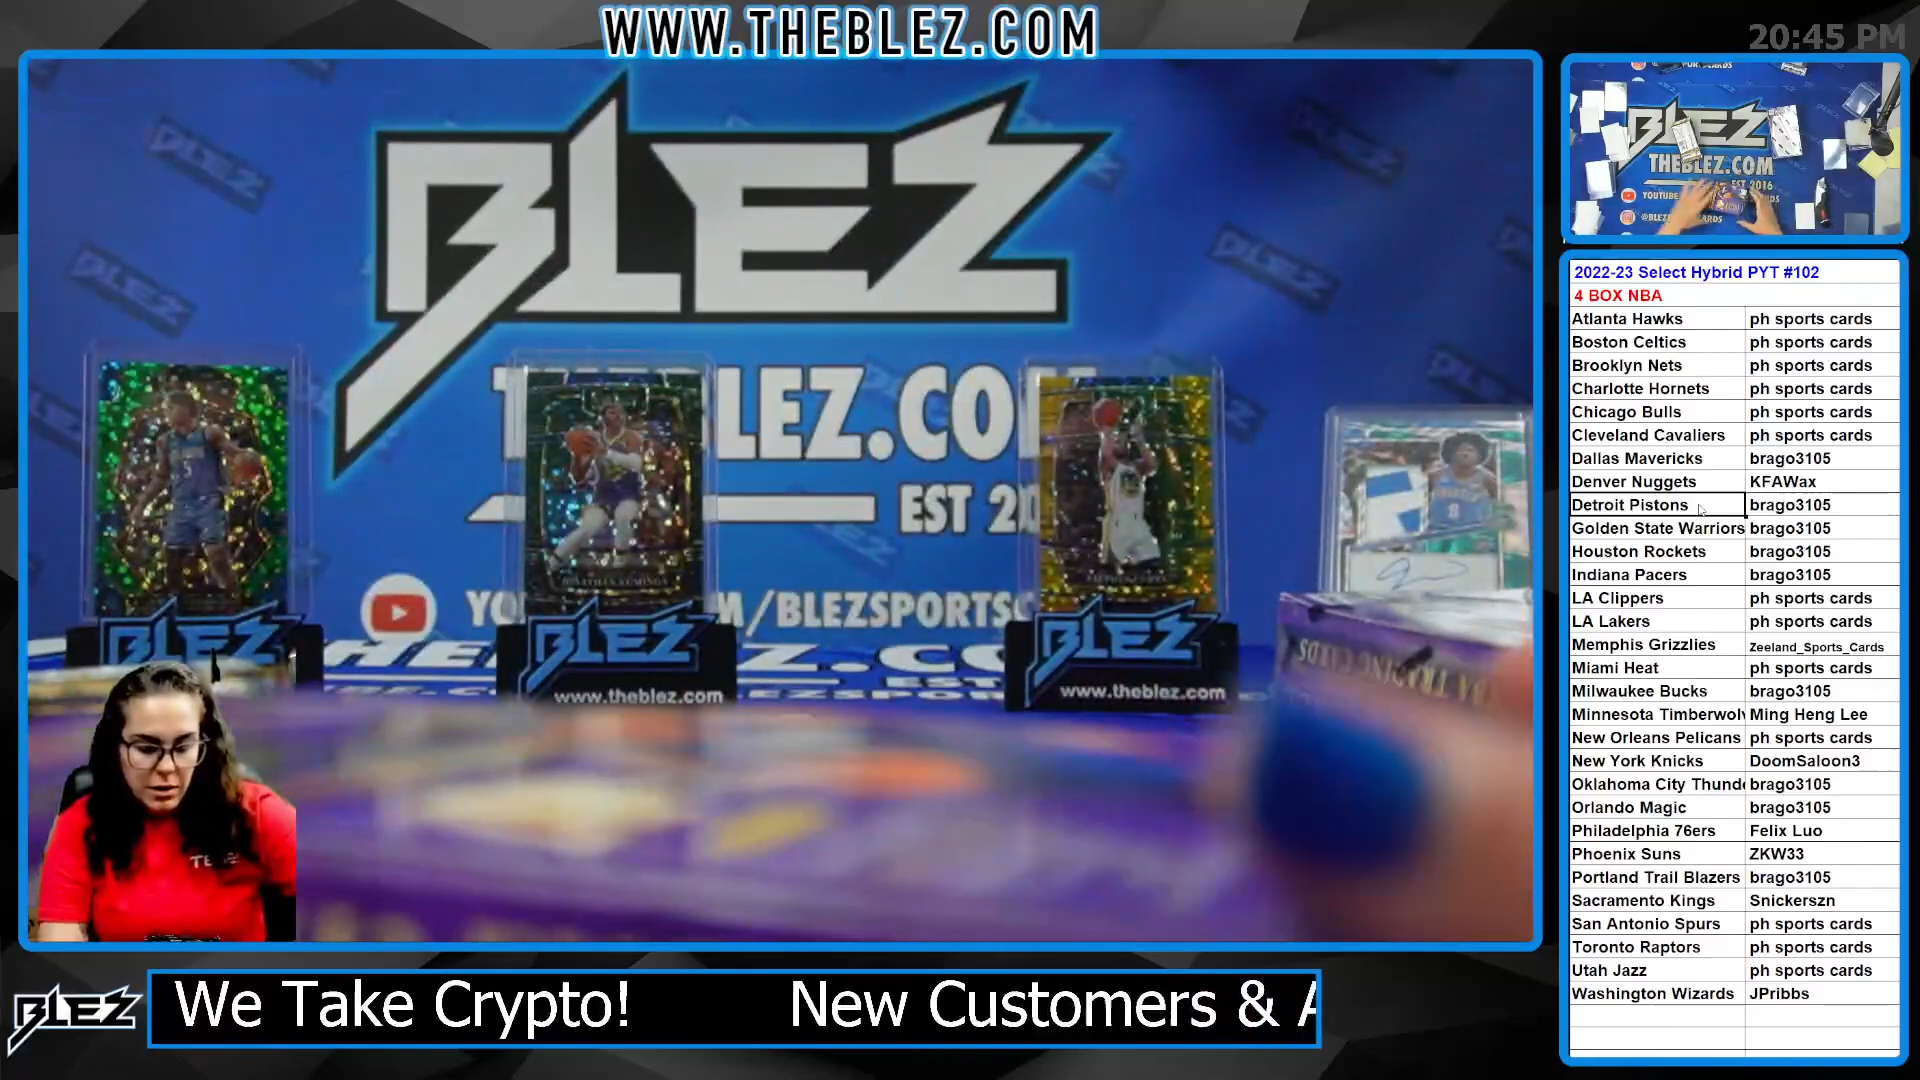 WWW.THEBLEZ.COM
20:45 PM
BLEZ
THEBLEZ.COM
EST 2016
YOUTUBE
2022-23 Select Hybrid PYT #102
4 BOX NBA
Atlanta Hawks ph sports cards
Boston Celtics ph sports cards
Brooklyn Nets ph sports cards
Charlotte Hornets ph sports cards
Chicago Bulls ph sports cards
Cleveland Cavaliers ph sports cards
Dallas Mavericks brago3105
Denver Nuggets KFAWax
Detroit Pistons brago3105
Golden State Warriors brago3105
Houston Rockets brago3105
Indiana Pacers brago3105
LA Clippers ph sports cards
LA Lakers ph sports cards
Memphis Grizzlies Zeeland_Sports_Cards
Miami Heat ph sports cards
Milwaukee Bucks brago3105
Minnesota Timberwolv Ming Heng Lee
New Orleans Pelicans ph sports cards
New York Knicks DoomSaloon3
Oklahoma City Thunde brago3105
Orlando Magic brago3105
Philadelphia 76ers Felix Luo
Phoenix Suns ZKW33
Portland Trail Blazers brago3105
Sacramento Kings Snickerszn
San Antonio Spurs ph sports cards
Toronto Raptors ph sports cards
Utah Jazz ph sports cards
Washington Wizards JPribbs
BLEZ
LEZ.CO
EST 20
YO M/BLEZSPORTS
BLEZ
www.theblez.com
BLEZ
www.theblez.com
BLEZ
BLEZ
We Take Crypto! New Customers & A